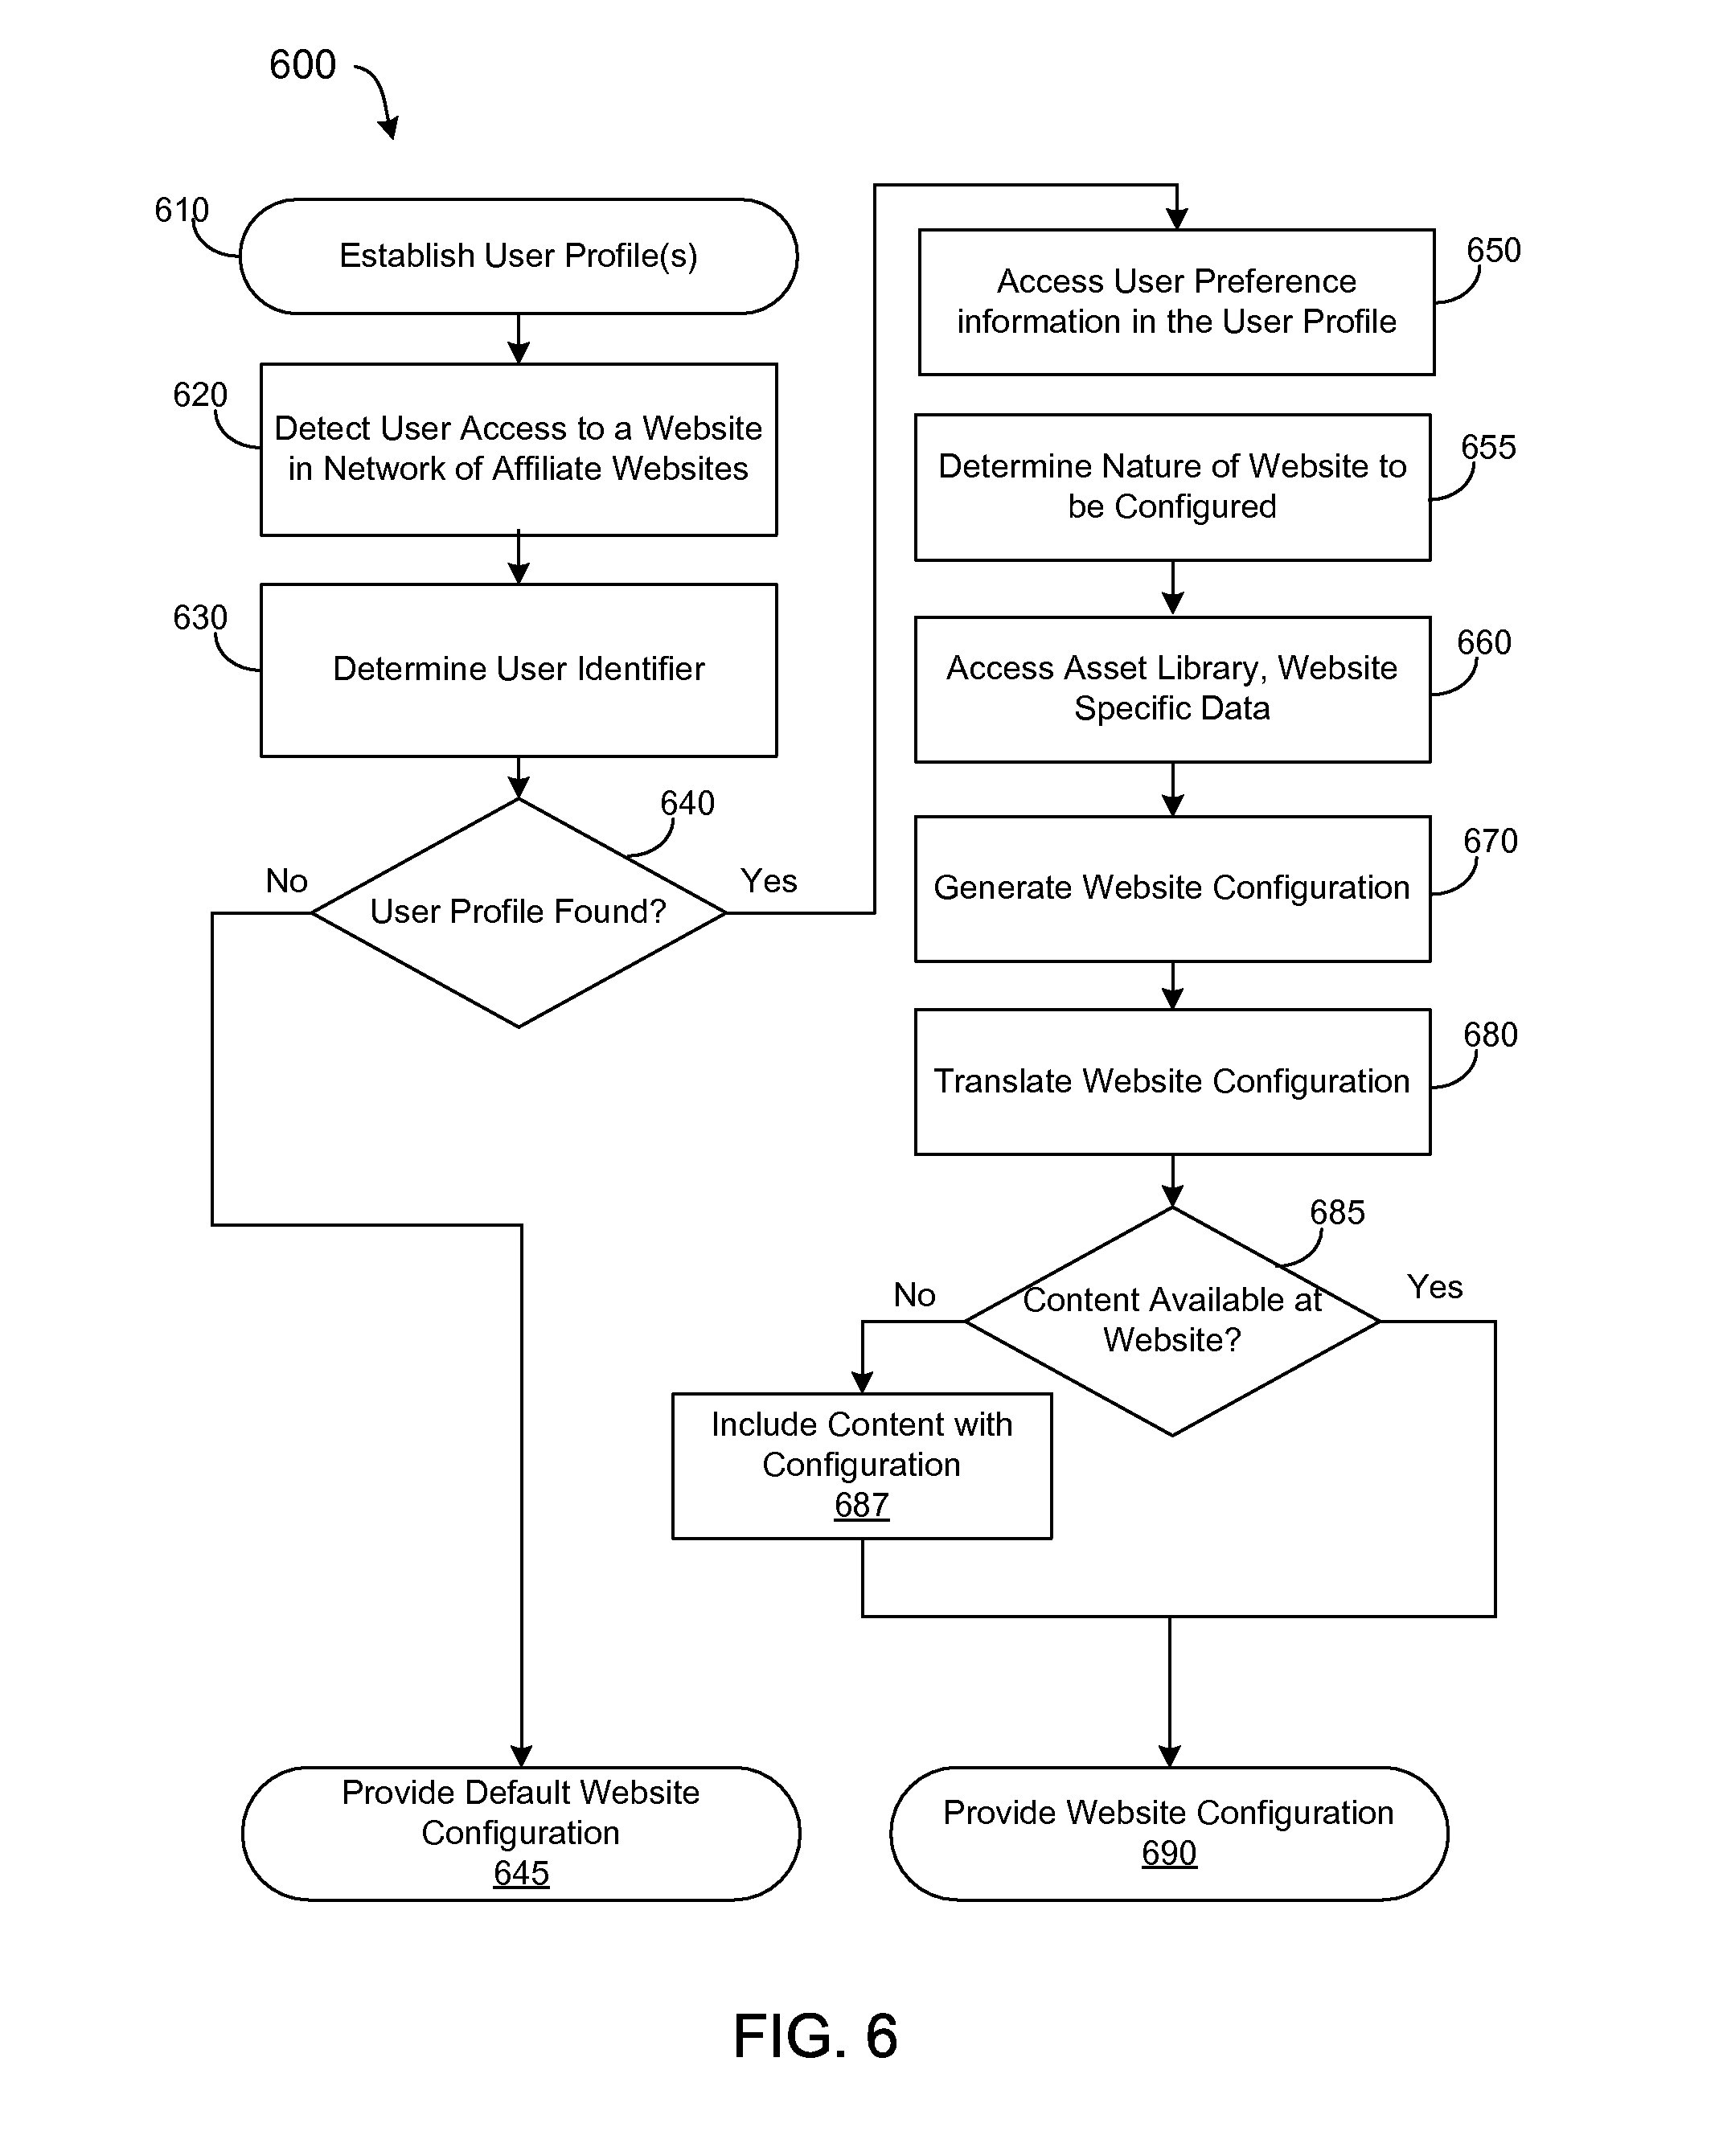 600
610
Establish User Profile(s)
620
Detect User Access to a Website
in Network of Affiliate Websites
630
Determine User Identifier
640
No
Yes
User Profile Found?
650
Access User Preference
information in the User Profile
655
Determine Nature of Website to
be Configured
660
Access Asset Library, Website
Specific Data
670
Generate Website Configuration
680
Translate Website Configuration
685
No
Yes
Content Available at
Website?
Include Content with
Configuration
687
Provide Default Website
Configuration
645
Provide Website Configuration
690
FIG. 6